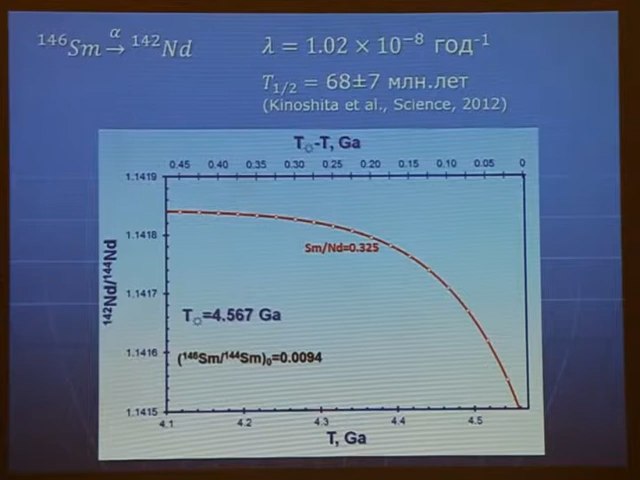 ¹⁴⁶Sm →α ¹⁴²Nd
λ = 1.02 × 10⁻⁸ год⁻¹
T₁/₂ = 68±7 млн.лет
(Kinoshita et al., Science, 2012)
T☼-T, Ga
0.45 0.40 0.35 0.30 0.25 0.20 0.15 0.10 0.05 0
1.1419
1.1418
1.1417
1.1416
1.1415
¹⁴²Nd/¹⁴⁴Nd
Sm/Nd=0.325
T☼=4.567 Ga
(¹⁴⁶Sm/¹⁴⁴Sm)₀=0.0094
4.1 4.2 4.3 4.4 4.5
T, Ga